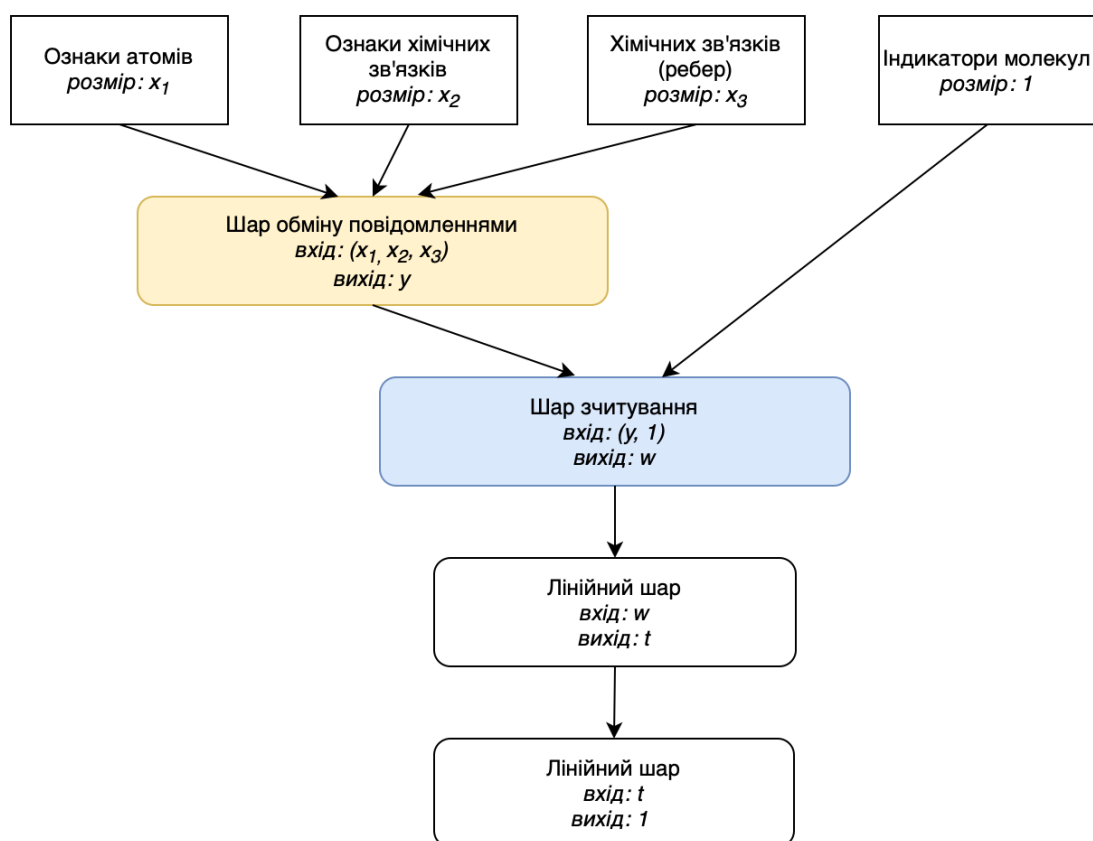 Ознаки атомів
розмір: x₁
Ознаки хімічних
зв'язків
розмір: x₂
Хімічних зв'язків
(ребер)
розмір: x₃
Індикатори молекул
розмір: 1
Шар обміну повідомленнями
вхід: (x₁, x₂, x₃)
вихід: y
Шар зчитування
вхід: (y, 1)
вихід: w
Лінійний шар
вхід: w
вихід: t
Лінійний шар
вхід: t
вихід: 1